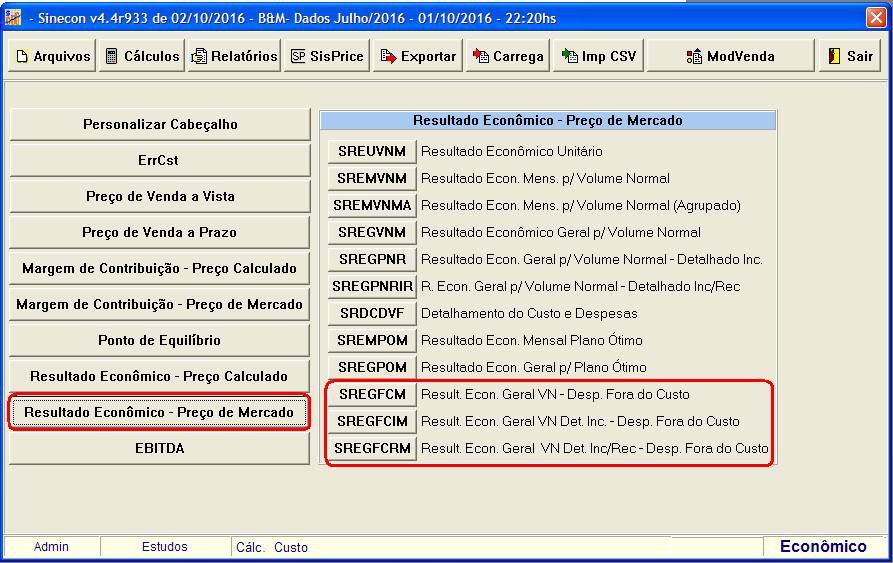 - Sinecon v4.4r933 de 02/10/2016 - B&M- Dados Julho/2016 - 01/10/2016 - 22:20hs
Arquivos Cálculos Relatórios SP SisPrice Exportar Carrega Imp CSV ModVenda Sair
Personalizar Cabeçalho
ErrCst
Preço de Venda a Vista
Preço de Venda a Prazo
Margem de Contribuição - Preço Calculado
Margem de Contribuição - Preço de Mercado
Ponto de Equilíbrio
Resultado Econômico - Preço Calculado
Resultado Econômico - Preço de Mercado
EBITDA
Resultado Econômico - Preço de Mercado
SREUVNM Resultado Econômico Unitário
SREMVNM Resultado Econ. Mens. p/ Volume Normal
SREMVNMA Resultado Econ. Mens. p/ Volume Normal (Agrupado)
SREGVNM Resultado Econômico Geral p/ Volume Normal
SREGPNR Resultado Econ. Geral p/ Volume Normal - Detalhado Inc.
SREGPNRIR R. Econ. Geral p/ Volume Normal - Detalhado Inc/Rec
SRDCDVF Detalhamento do Custo e Despesas
SREMPOM Resultado Econ. Mensal Plano Ótimo
SREGPOM Resultado Econ. Geral p/ Plano Ótimo
SREGFCM Result. Econ. Geral VN - Desp. Fora do Custo
SREGFCIM Result. Econ. Geral VN Det. Inc. - Desp. Fora do Custo
SREGFCRM Result. Econ. Geral VN Det. Inc/Rec - Desp. Fora do Custo
Admin Estudos Cálc. Custo Econômico